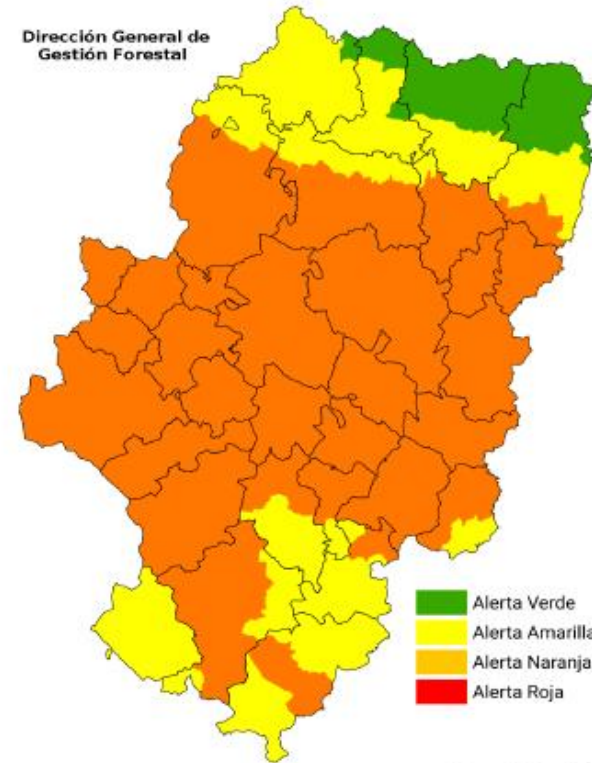 Dirección General de
Gestión Forestal
Alerta Verde
Alerta Amarilla
Alerta Naranja
Alerta Roja